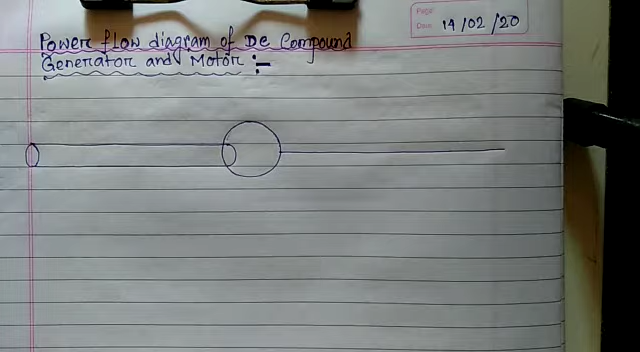 Page:
Date: 14/02/20
Power flow diagram of DC Compound
Generator and Motor :-